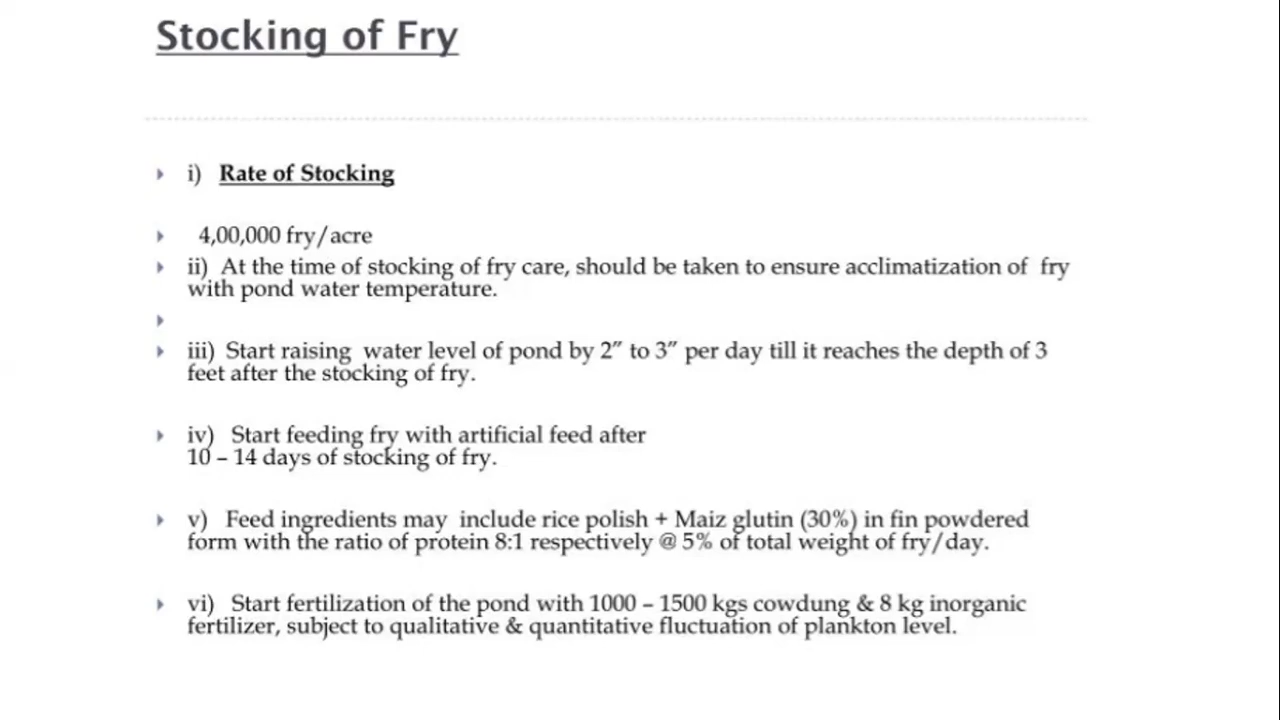 Stocking of Fry
i) Rate of Stocking
4,00,000 fry/acre
ii) At the time of stocking of fry care, should be taken to ensure acclimatization of fry
with pond water temperature.
iii) Start raising water level of pond by 2″ to 3″ per day till it reaches the depth of 3
feet after the stocking of fry.
iv) Start feeding fry with artificial feed after
10 – 14 days of stocking of fry.
v) Feed ingredients may include rice polish + Maiz glutin (30%) in fin powdered
form with the ratio of protein 8:1 respectively @ 5% of total weight of fry/day.
vi) Start fertilization of the pond with 1000 – 1500 kgs cowdung & 8 kg inorganic
fertilizer, subject to qualitative & quantitative fluctuation of plankton level.